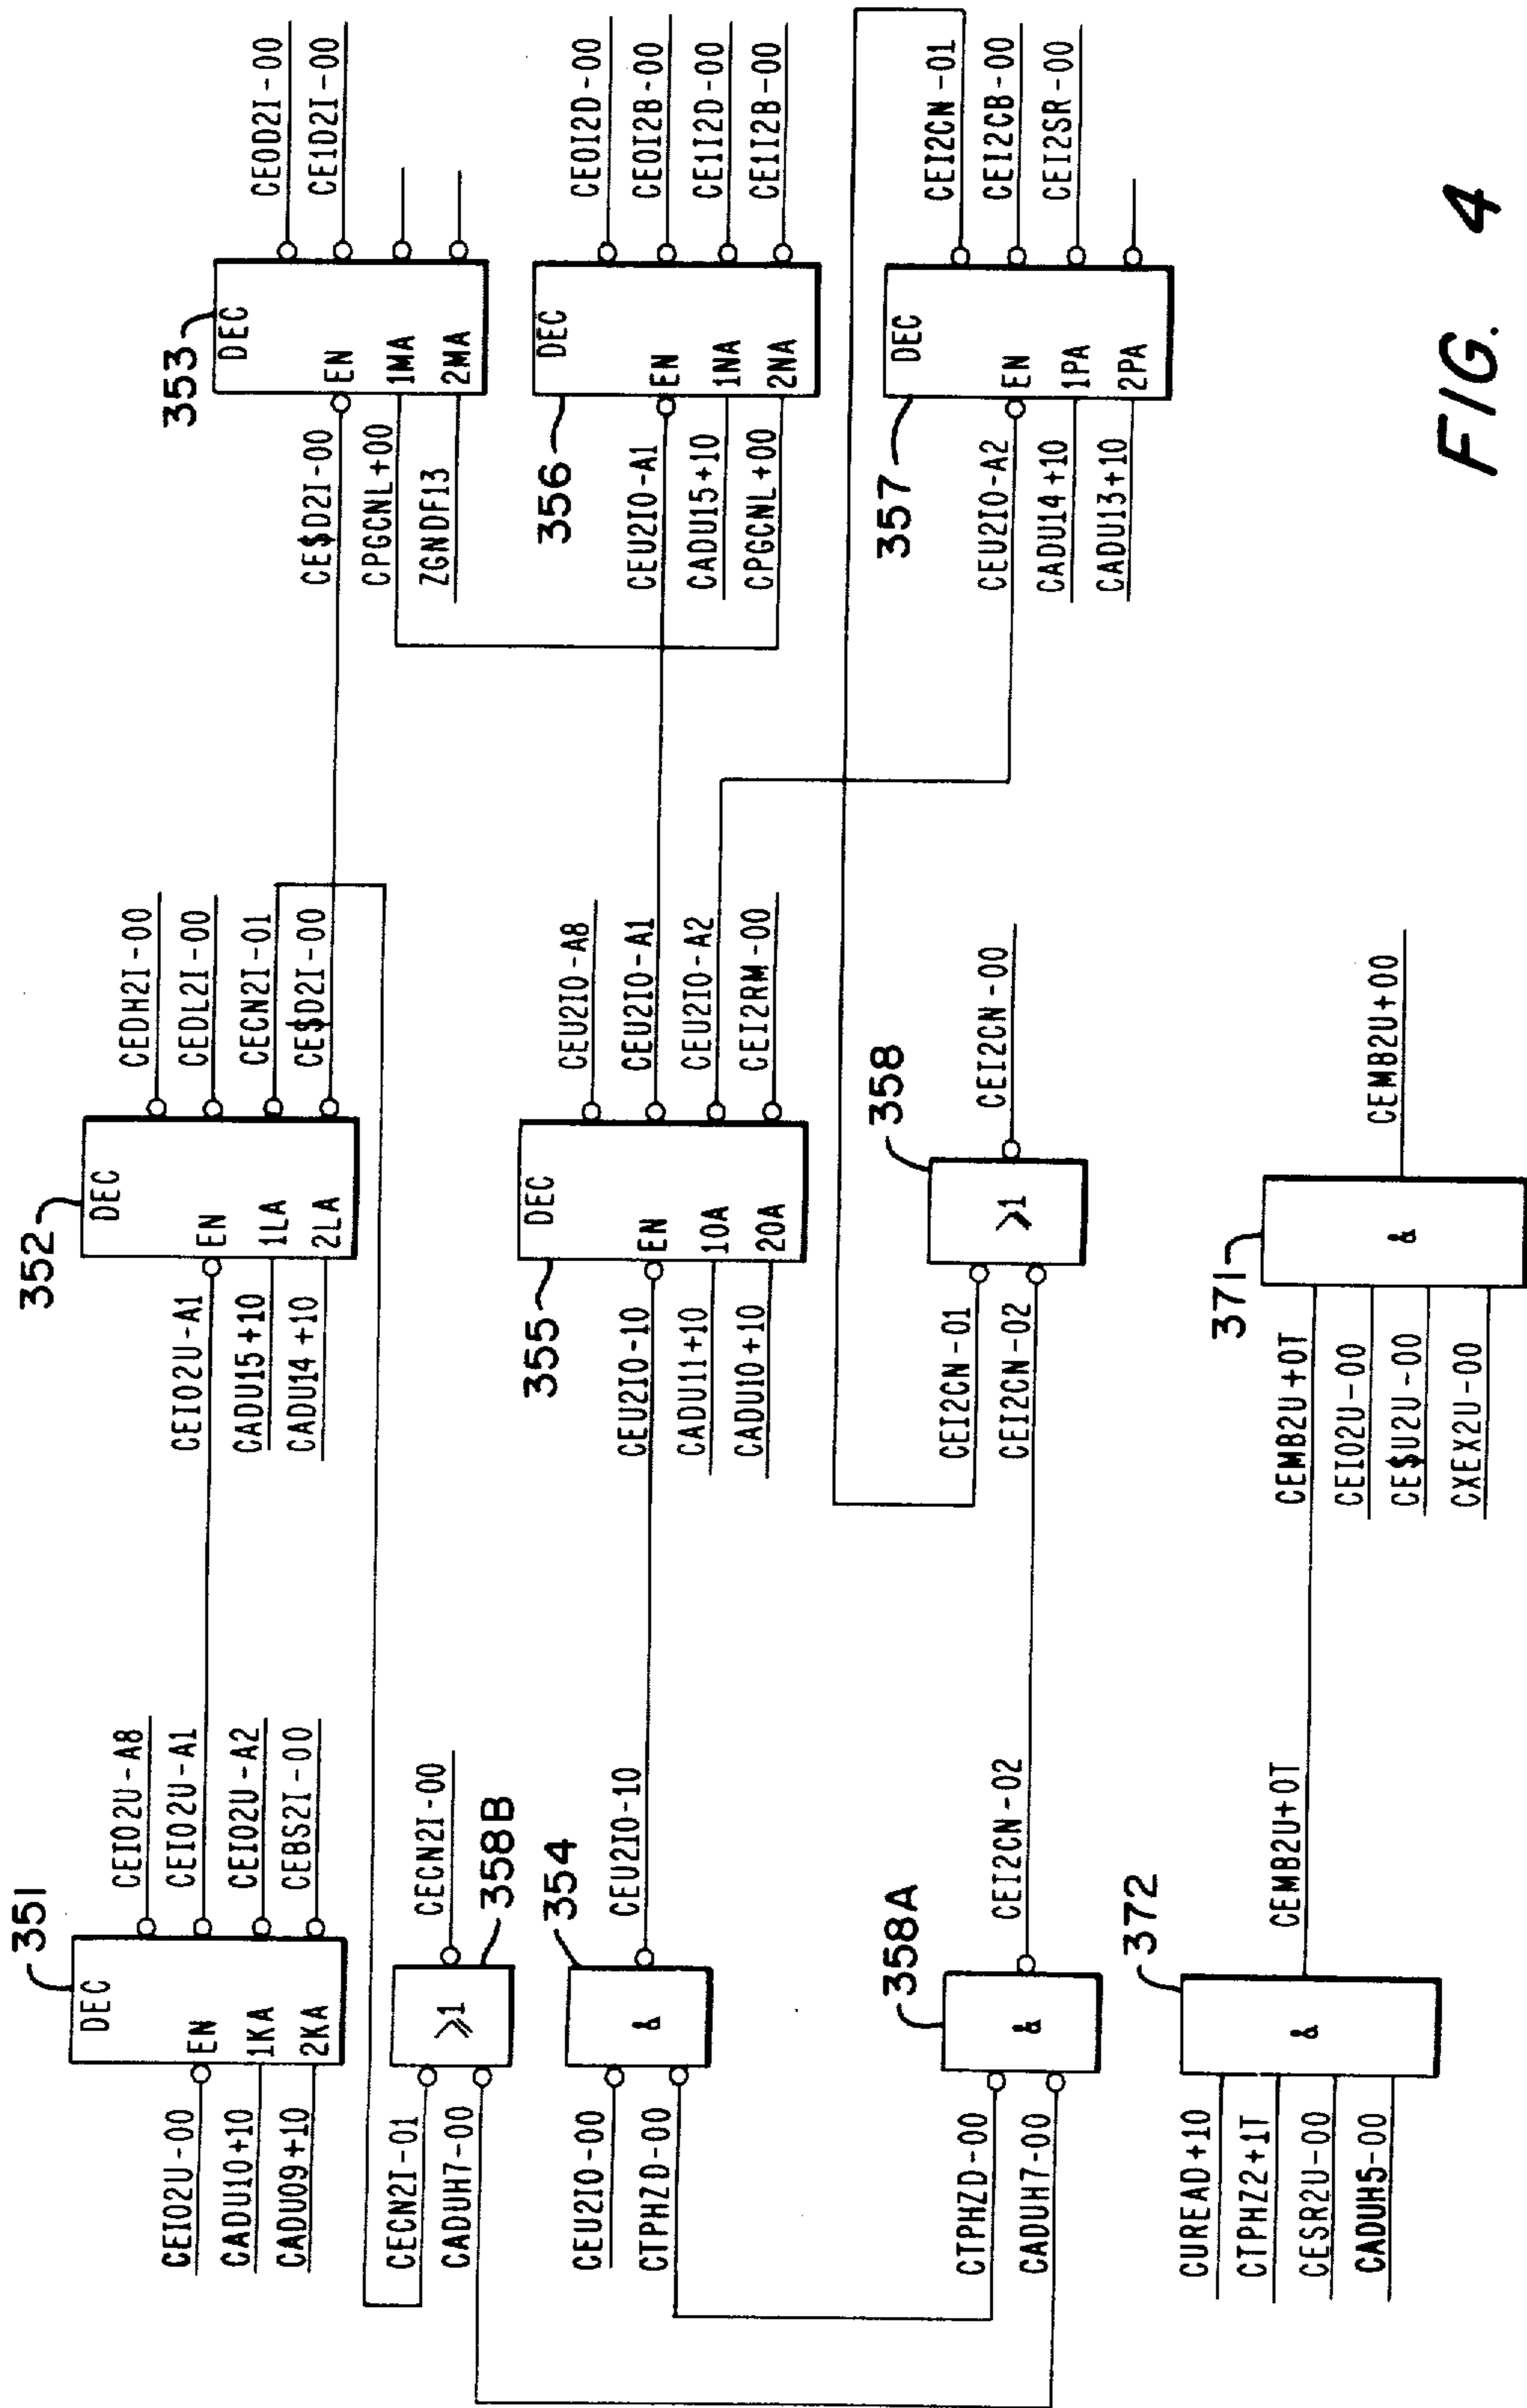 351
DEC
EN
1KA
2KA
CEIO2U-00
CADU10+10
CADU09+10
CEIO2U-A8
CEIO2U-A1
CEIO2U-A2
CEBS2I-00
352
DEC
EN
1LA
2LA
CEIO2U-A1
CADU15+10
CADU14+10
CEDH2I-00
CEDL2I-00
CECN2I-01
CE$D2I-00
353
DEC
EN
1MA
2MA
CE$D2I-00
CPGCNL+00
ZGNDF13
CE0D2I-00
CE1D2I-00
358B
≥1
CECN2I-01
CADUH7-00
CECN2I-00
354
&
CEU2IO-00
CTPHZD-00
CEU2IO-10
355
DEC
EN
10A
20A
CEU2IO-10
CADU11+10
CADU10+10
CEU2IO-A8
CEU2IO-A1
CEU2IO-A2
CEI2RM-00
356
DEC
EN
1NA
2NA
CEU2IO-A1
CADU15+10
CPGCNL+00
CE0I2D-00
CE0I2B-00
CE1I2D-00
CE1I2B-00
357
DEC
EN
1PA
2PA
CEU2IO-A2
CADU14+10
CADU13+10
CEI2CN-01
CEI2CB-00
CEI2SR-00
358A
&
CTPHZD-00
CADUH7-00
CEI2CN-02
358
≥1
CEI2CN-01
CEI2CN-02
CEI2CN-00
372
&
CUREAD+10
CTPHZ2+1T
CESR2U-00
CADUH5-00
CEMB2U+0T
371
&
CEMB2U+0T
CEIO2U-00
CE$U2U-00
CXEX2U-00
CEMB2U+00
FIG. 4